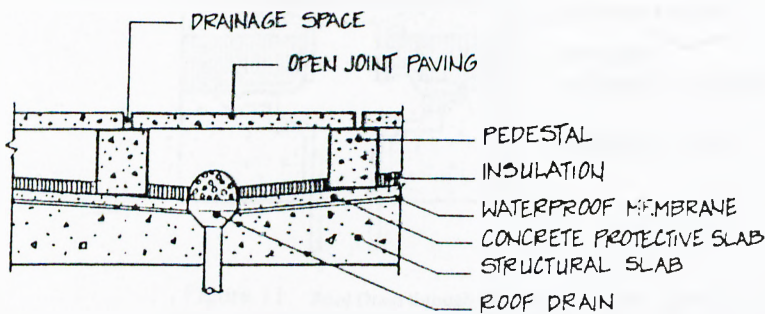 DRAINAGE SPACE
OPEN JOINT PAVING
PEDESTAL
INSULATION
WATERPROOF MEMBRANE
CONCRETE PROTECTIVE SLAB
STRUCTURAL SLAB
ROOF DRAIN